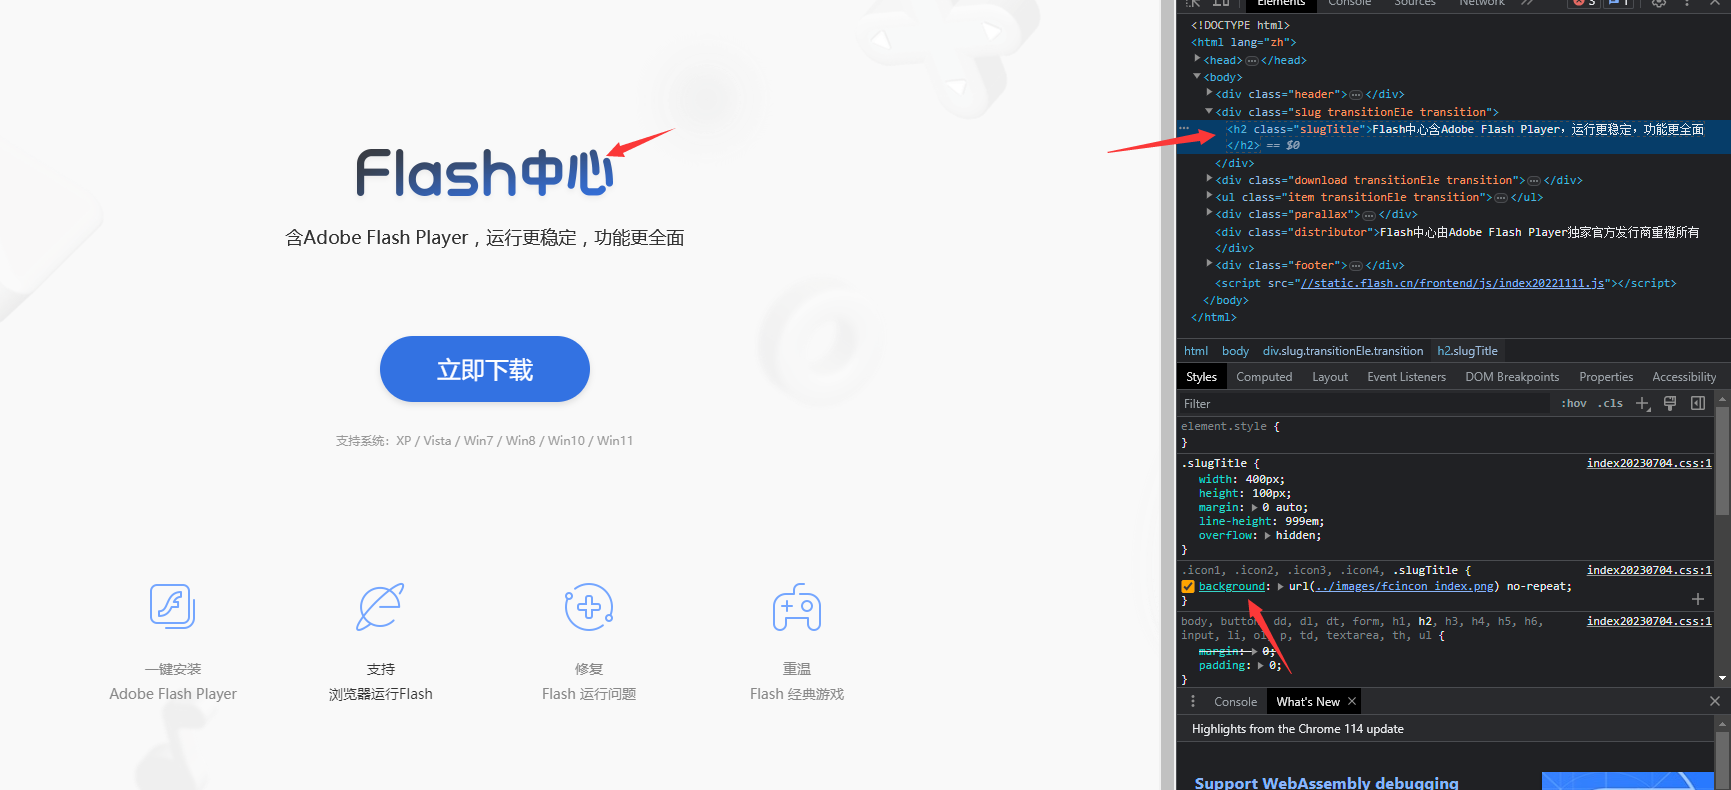 Flash中心
含Adobe Flash Player，运行更稳定，功能更全面
立即下载
支持系统：XP / Vista / Win7 / Win8 / Win10 / Win11
一键安装
Adobe Flash Player
支持
浏览器运行Flash
修复
Flash 运行问题
重温
Flash 经典游戏
Elements Console Sources Network 3 1
<!DOCTYPE html>
<html lang="zh">
<head>…</head>
<body>
<div class="header">…</div>
<div class="slug transitionEle transition">
<h2 class="slugTitle">Flash中心含Adobe Flash Player，运行更稳定，功能更全面
</h2> == $0
</div>
<div class="download transitionEle transition">…</div>
<ul class="item transitionEle transition">…</ul>
<div class="parallax">…</div>
<div class="distributor">Flash中心由Adobe Flash Player独家官方发行商重橙所有
</div>
<div class="footer">…</div>
<script src="//static.flash.cn/frontend/js/index20221111.js"></script>
</body>
</html>
html body div.slug.transitionEle.transition h2.slugTitle
Styles Computed Layout Event Listeners DOM Breakpoints Properties Accessibility
Filter :hov .cls
element.style {
}
.slugTitle { index20230704.css:1
width: 400px;
height: 100px;
margin: 0 auto;
line-height: 999em;
overflow: hidden;
}
.icon1, .icon2, .icon3, .icon4, .slugTitle { index20230704.css:1
background: url(../images/fcincon_index.png) no-repeat;
}
body, button, dd, dl, dt, form, h1, h2, h3, h4, h5, h6, index20230704.css:1
input, li, ol, p, td, textarea, th, ul {
margin: 0;
padding: 0;
}
Console What's New
Highlights from the Chrome 114 update
Support WebAssembly debugging